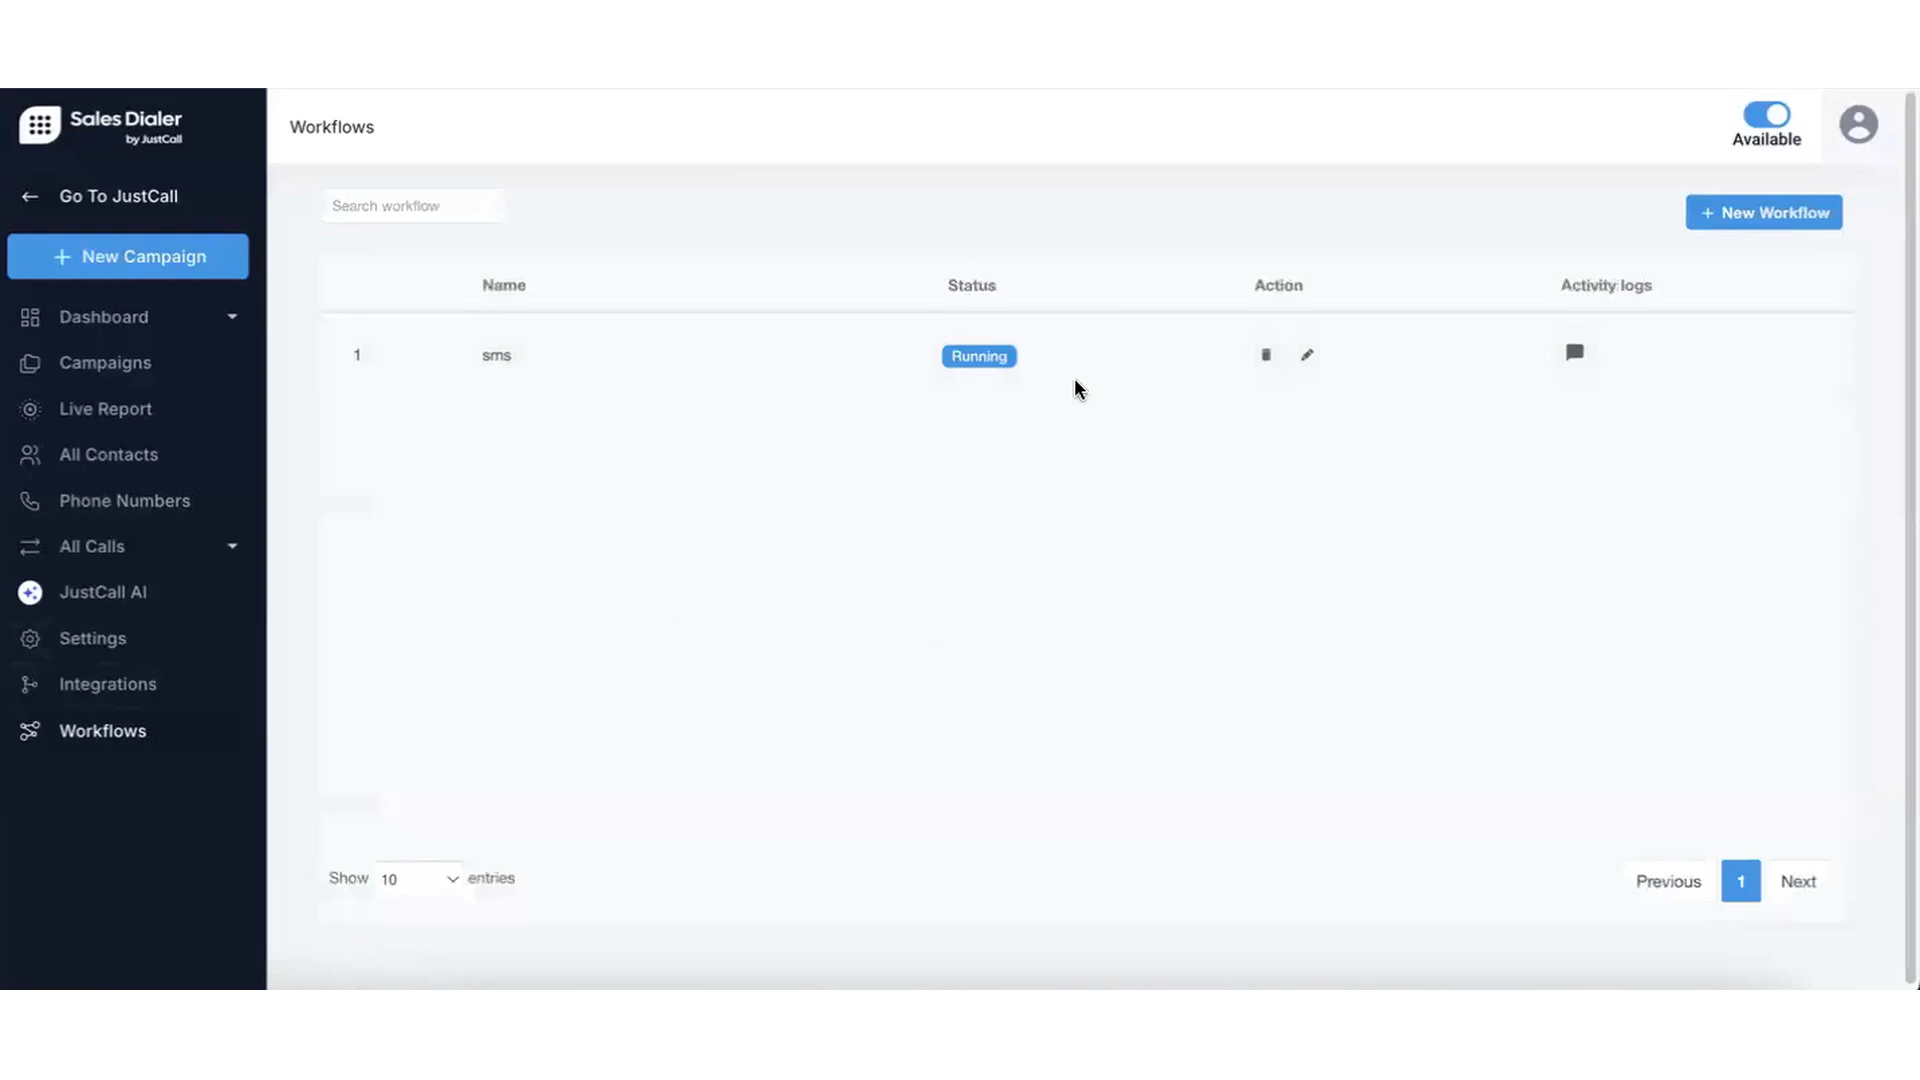 Sales Dialer
by JustCall
Go To JustCall
+ New Campaign
Dashboard
Campaigns
Live Report
All Contacts
Phone Numbers
All Calls
JustCall AI
Settings
Integrations
Workflows
Workflows
Available
Search workflow
+ New Workflow
Name Status Action Activity logs
1 sms Running
Show 10 entries
Previous 1 Next